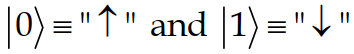 |0⟩ ≡ "↑" and |1⟩ ≡ "↓"